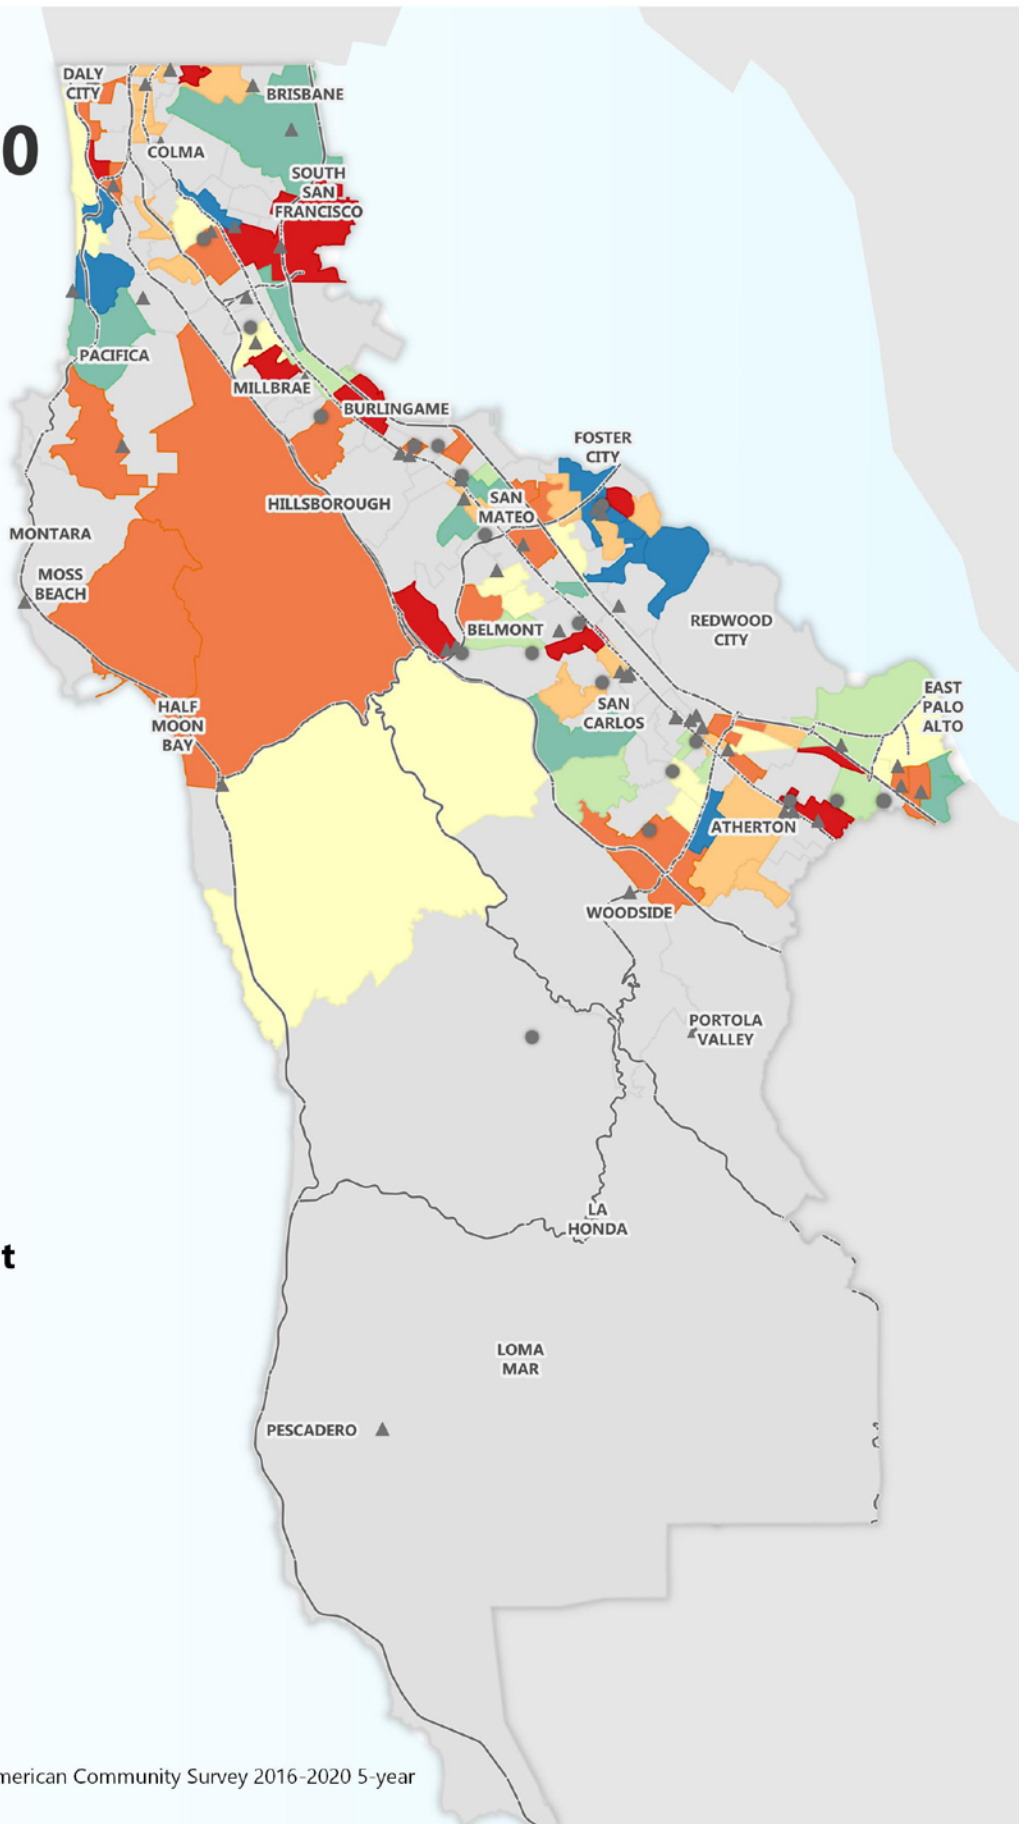 DALY
CITY
BRISBANE
0
COLMA
SOUTH
SAN
FRANCISCO
PACIFICA
MILLBRAE
BURLINGAME
FOSTER
CITY
HILLSBOROUGH
SAN
MATEO
MONTARA
MOSS
BEACH
BELMONT
REDWOOD
CITY
HALF
MOON
BAY
SAN
CARLOS
EAST
PALO
ALTO
ATHERTON
WOODSIDE
PORTOLA
VALLEY
LA
HONDA
t
LOMA
MAR
PESCADERO
merican Community Survey 2016-2020 5-year